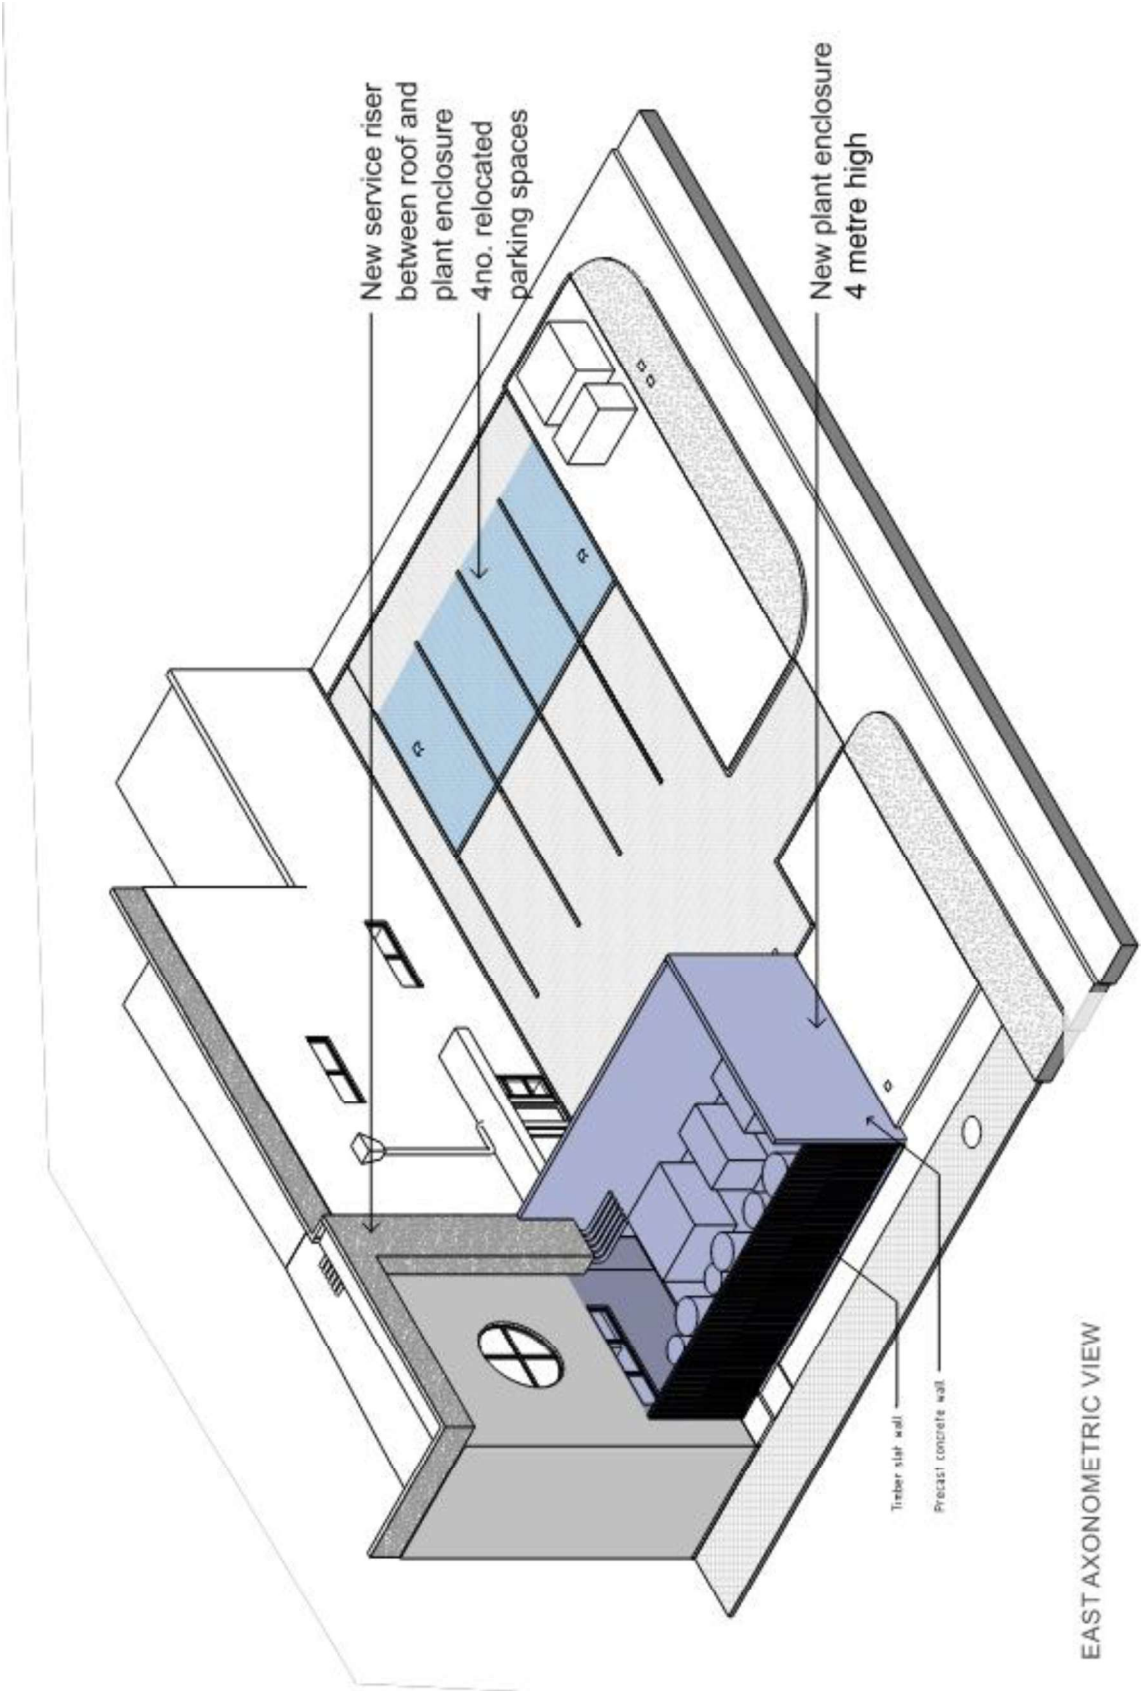 New service riser
between roof and
plant enclosure
4no. relocated
parking spaces
New plant enclosure
4 metre high
Timber slat wall
Precast concrete wall
EAST AXONOMETRIC VIEW